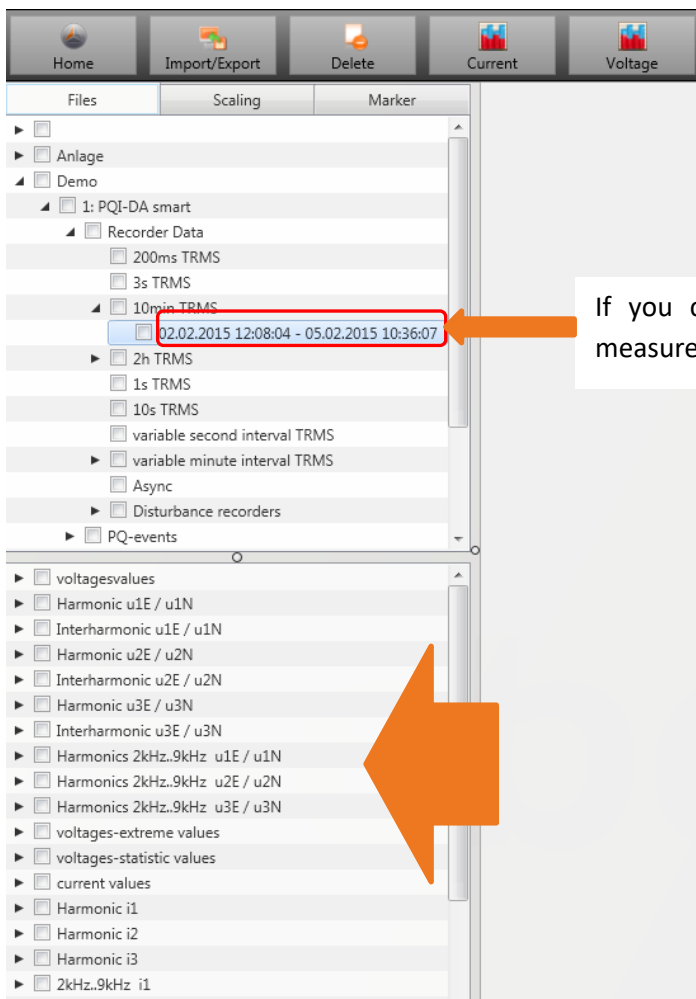 Home Import/Export Delete Current Voltage
Files Scaling Marker
Anlage
Demo
1: PQI-DA smart
Recorder Data
200ms TRMS
3s TRMS
10min TRMS
02.02.2015 12:08:04 - 05.02.2015 10:36:07
2h TRMS
1s TRMS
10s TRMS
variable second interval TRMS
variable minute interval TRMS
Async
Disturbance recorders
PQ-events
If you
measure
voltagesvalues
Harmonic u1E / u1N
Interharmonic u1E / u1N
Harmonic u2E / u2N
Interharmonic u2E / u2N
Harmonic u3E / u3N
Interharmonic u3E / u3N
Harmonics 2kHz..9kHz u1E / u1N
Harmonics 2kHz..9kHz u2E / u2N
Harmonics 2kHz..9kHz u3E / u3N
voltages-extreme values
voltages-statistic values
current values
Harmonic i1
Harmonic i2
Harmonic i3
2kHz..9kHz i1